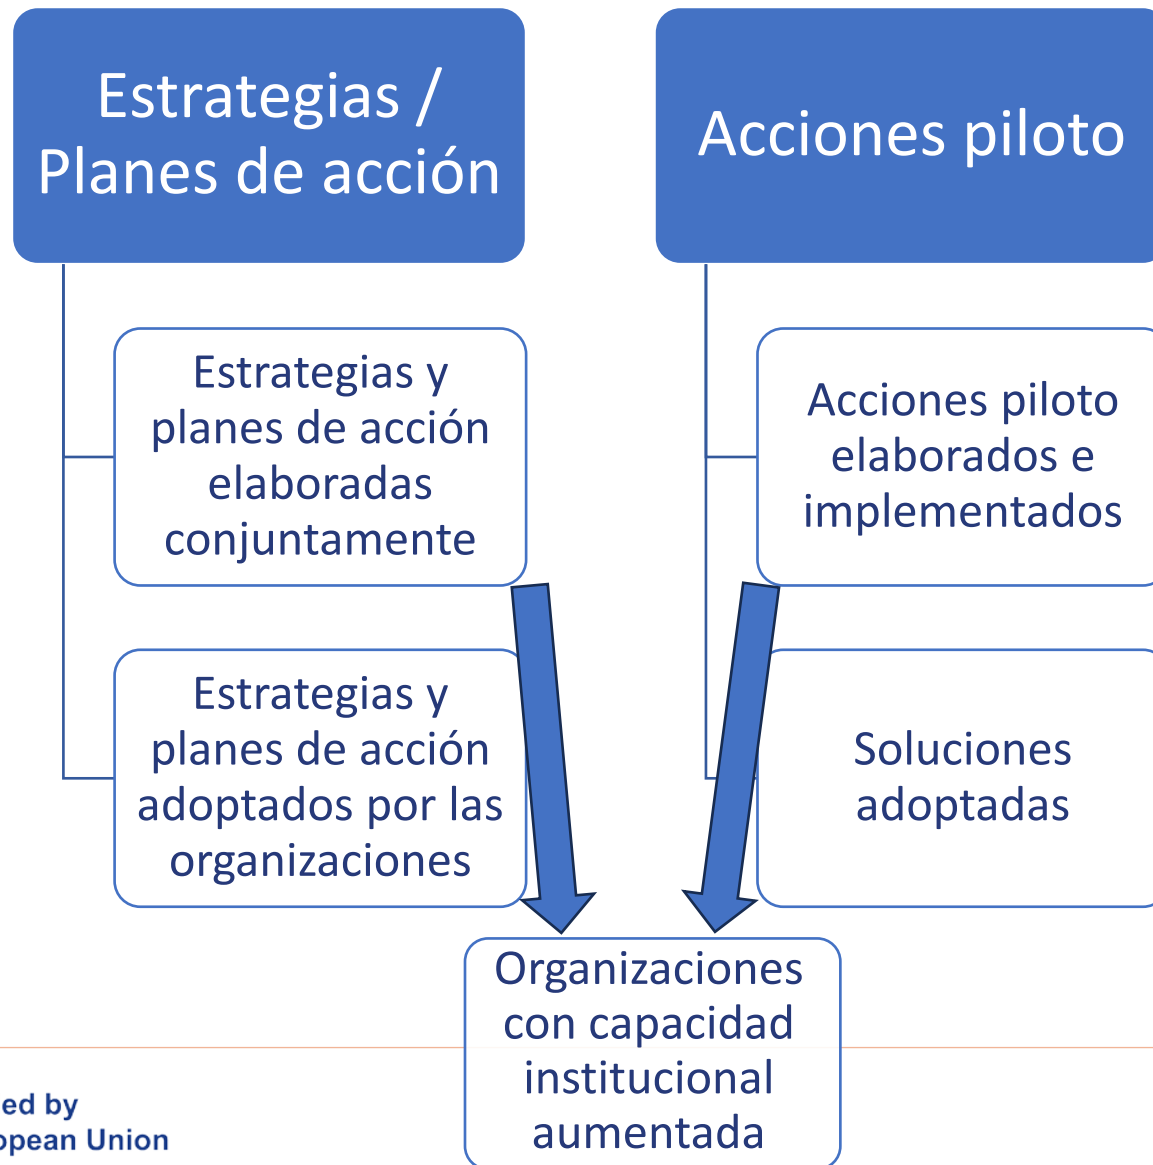 Estrategias /
Planes de acción
Acciones piloto
Estrategias y
planes de acción
elaboradas
conjuntamente
Acciones piloto
elaborados e
implementados
Estrategias y
planes de acción
adoptados por las
organizaciones
Soluciones
adoptadas
Organizaciones
con capacidad
institucional
aumentada
ed by
opean Union